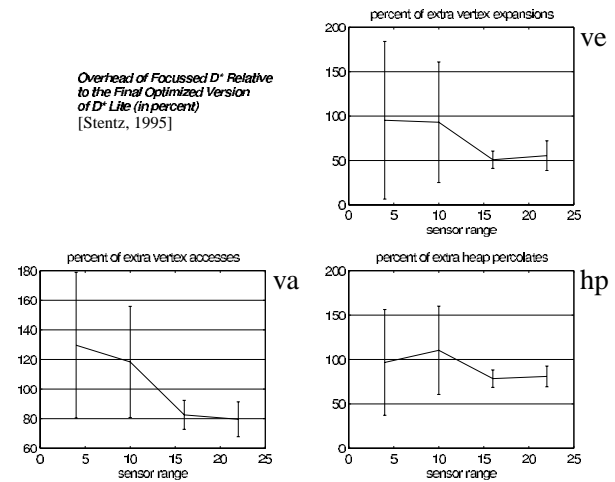 percent of extra vertex expansions
200
150
100
50
0
0 5 10 15 20 25
sensor range
ve
Overhead of Focussed D* Relative
to the Final Optimized Version
of D* Lite (in percent)
[Stentz, 1995]
percent of extra vertex accesses
180
160
140
120
100
80
60
0 5 10 15 20 25
sensor range
va
percent of extra heap percolates
200
150
100
50
0
0 5 10 15 20 25
sensor range
hp